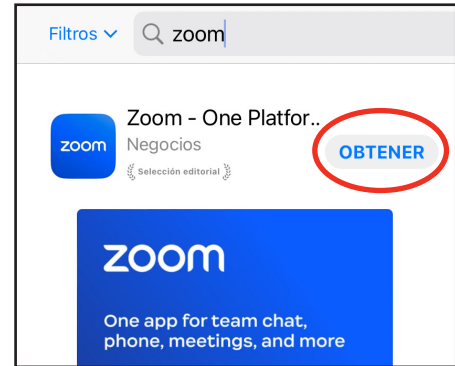 Filtros zoom
Zoom - One Platfor..
zoom
Negocios
OBTENER
Selección editorial
zoom
One app for team chat,
phone, meetings, and more